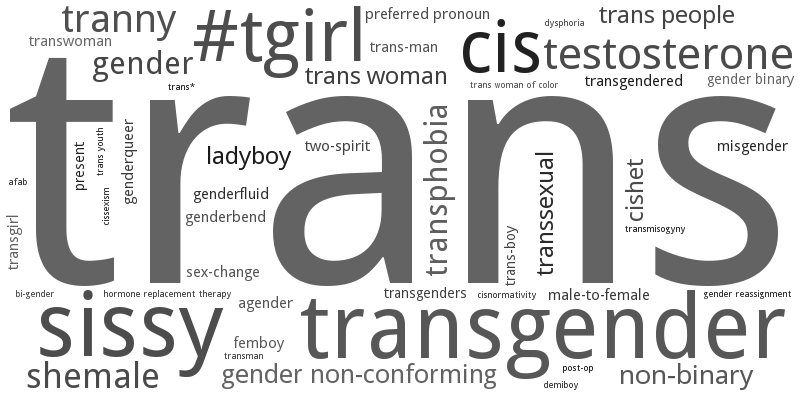 tranny
#tgirl
preferred pronoun
dysphoria
trans people
transwoman
trans-man
cis
testosterone
gender
trans woman
trans woman of color
transgendered
gender binary
trans*
trans
afab
present
trans youth
cissexism
genderqueer
ladyboy
two-spirit
transphobia
transsexual
cishet
misgender
genderfluid
genderbend
transgirl
trans-boy
transmisogyny
sex-change
bi-gender
hormone replacement therapy
agender
transgenders
cisnormativity
male-to-female
gender reassignment
sissy
transgender
femboy
transman
shemale
gender non-conforming
post-op
demiboy
non-binary